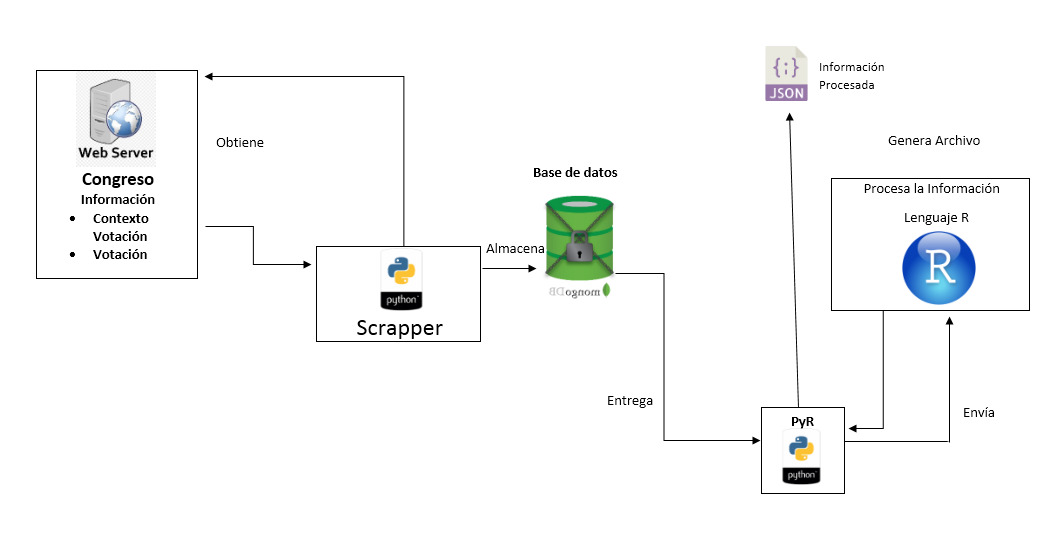 Web Server
Congreso
Información
• Contexto
Votación
• Votación
Obtiene
python
Scrapper
Almacena
Base de datos
mongoDB
Entrega
PyR
python
Envía
{;}
JSON
Información
Procesada
Genera Archivo
Procesa la Información
Lenguaje R
R